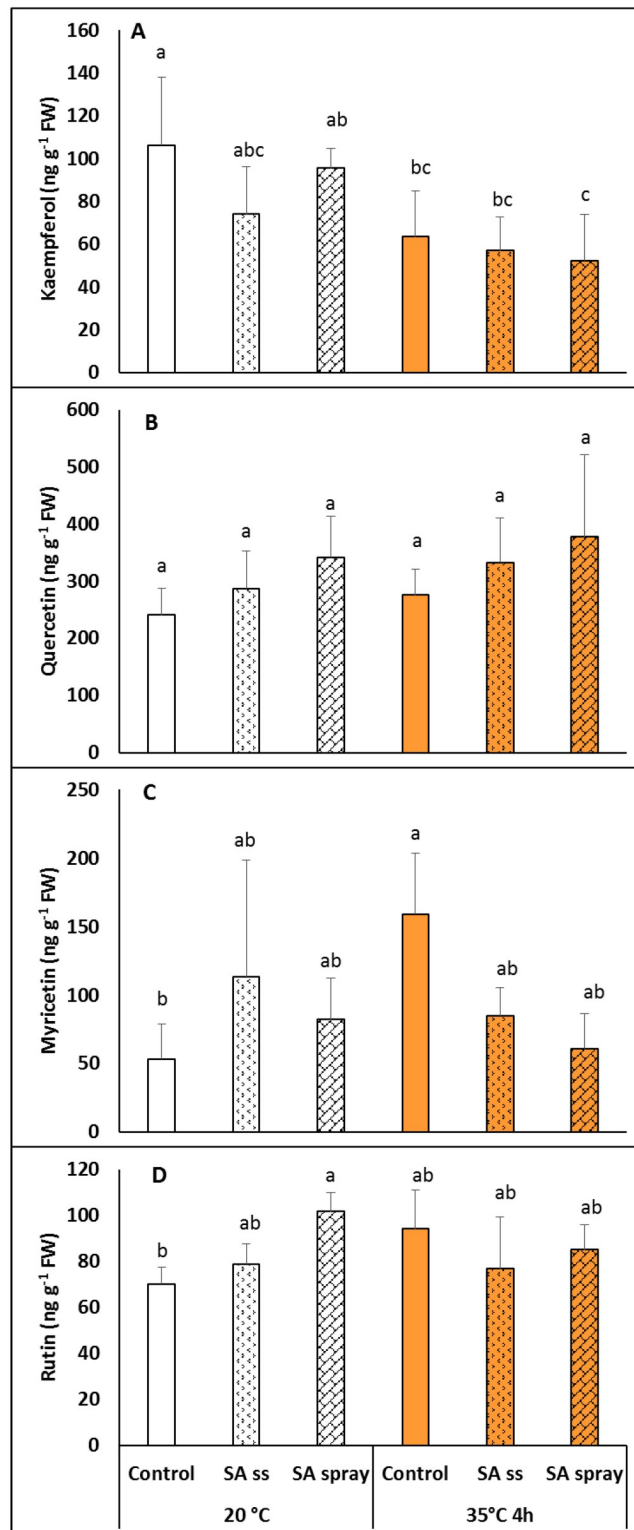 A
Kaempferol (ng g⁻¹ FW)
160
140
120
100
80
60
40
20
0
a
abc
ab
bc
bc
c
B
Quercetin (ng g⁻¹ FW)
600
500
400
300
200
100
0
a
a
a
a
a
a
C
Myricetin (ng g⁻¹ FW)
250
200
150
100
50
0
b
ab
ab
a
ab
ab
D
Rutin (ng g⁻¹ FW)
120
100
80
60
40
20
0
b
ab
a
ab
ab
ab
Control SA ss SA spray Control SA ss SA spray
20 °C 35°C 4h